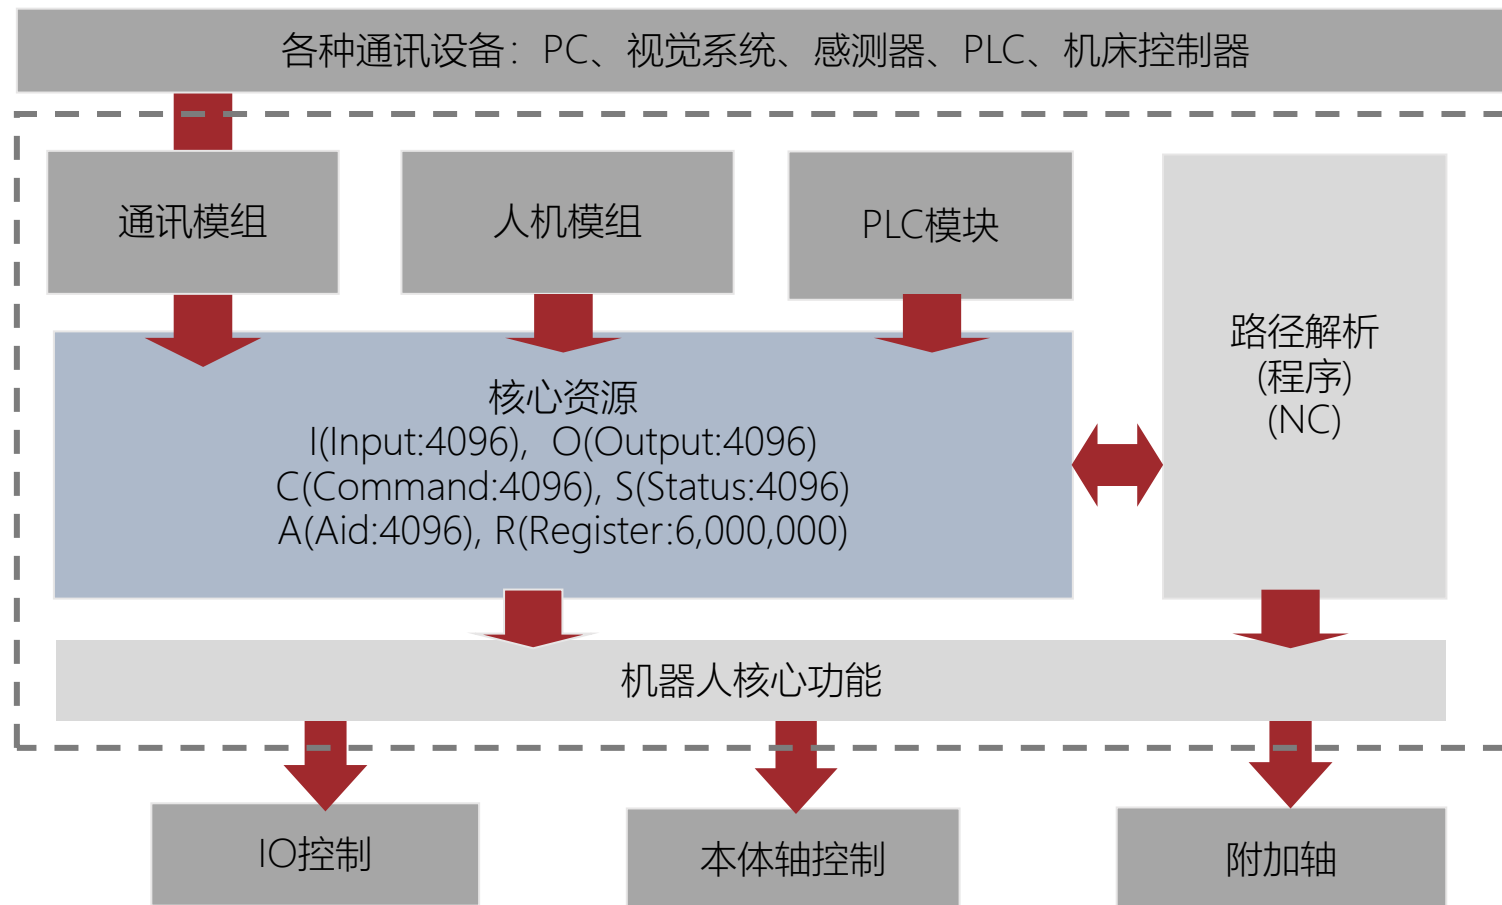 各种通讯设备：PC、视觉系统、感测器、PLC、机床控制器
通讯模组
人机模组
PLC模块
路径解析
(程序)
(NC)
核心资源
I(Input:4096),  O(Output:4096)
C(Command:4096), S(Status:4096)
A(Aid:4096), R(Register:6,000,000)
机器人核心功能
IO控制
本体轴控制
附加轴